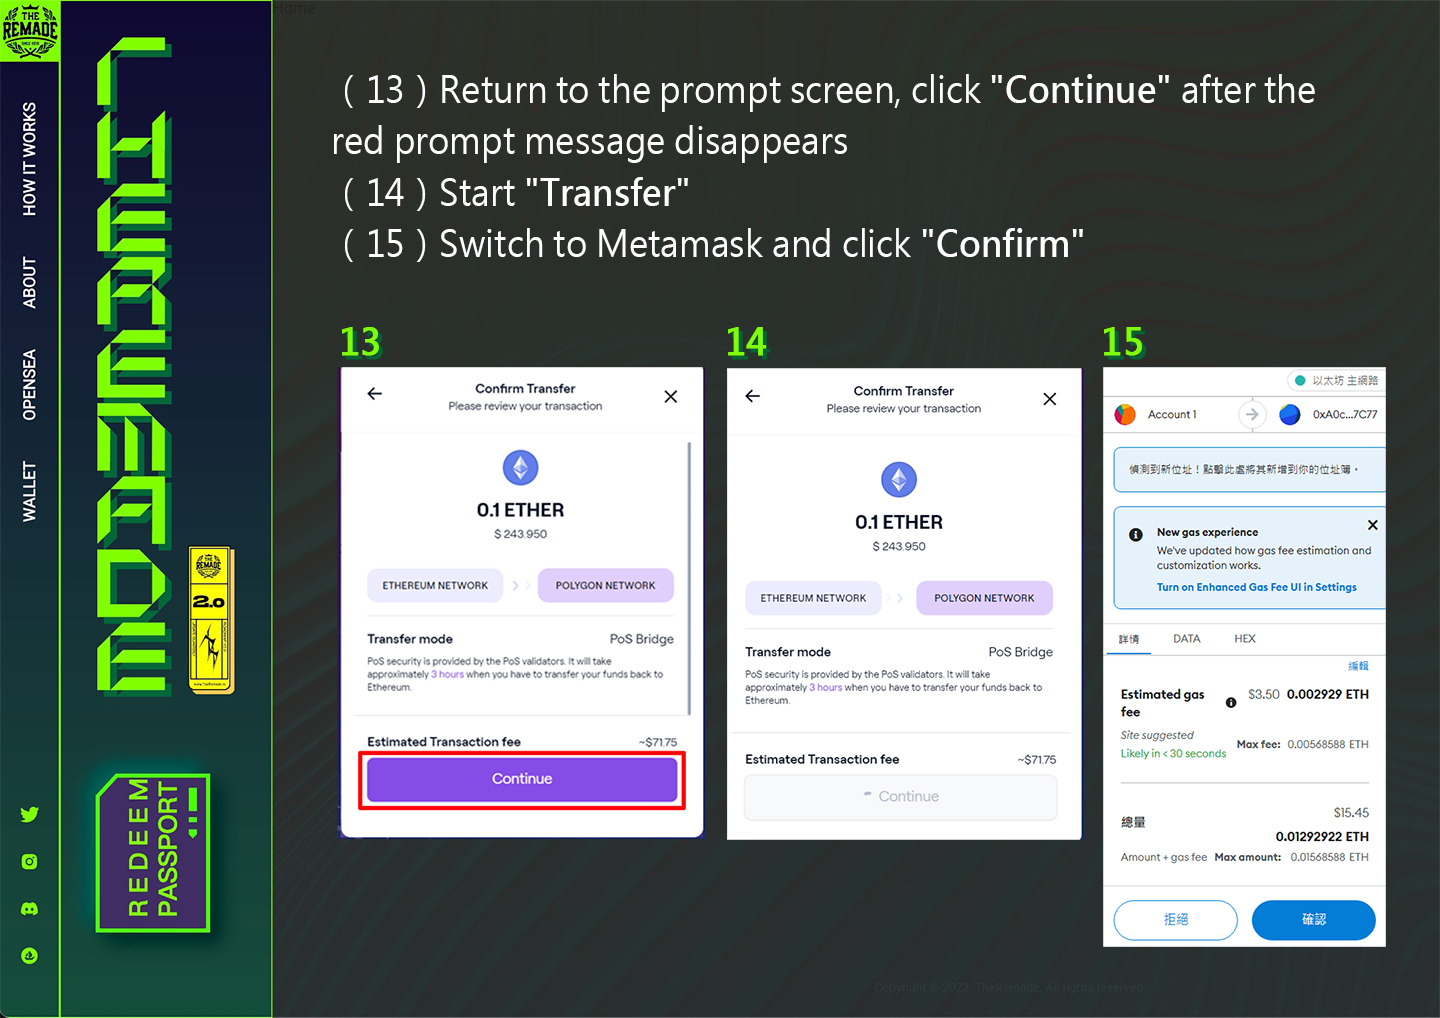 Home
THE
REMADE
SINCE 1978
HOW IT WORKS
ABOUT
OPENSEA
WALLET
THEREMADE
THE
REMADE
2.0
REDEEM
PASSPORT
（13）Return to the prompt screen, click "Continue" after the
red prompt message disappears
（14）Start "Transfer"
（15）Switch to Metamask and click "Confirm"
13
Confirm Transfer
Please review your transaction
0.1 ETHER
$ 243.950
ETHEREUM NETWORK
POLYGON NETWORK
Transfer mode PoS Bridge
PoS security is provided by the PoS validators. It will take
approximately 3 hours when you have to transfer your funds back to
Ethereum.
Estimated Transaction fee ~$71.75
Continue
14
Confirm Transfer
Please review your transaction
0.1 ETHER
$ 243.950
ETHEREUM NETWORK
POLYGON NETWORK
Transfer mode PoS Bridge
PoS security is provided by the PoS validators. It will take
approximately 3 hours when you have to transfer your funds back to
Ethereum.
Estimated Transaction fee ~$71.75
Continue
15
以太坊 主網路
Account 1 0xA0c...7C77
偵測到新位址！點擊此處將其新增到你的位址簿。
New gas experience
We've updated how gas fee estimation and
customization works.
Turn on Enhanced Gas Fee UI in Settings
詳情 DATA HEX
編輯
Estimated gas
fee
$3.50 0.002929 ETH
Site suggested
Likely in < 30 seconds
Max fee: 0.00568588 ETH
總量
$15.45
0.01292922 ETH
Amount + gas fee Max amount: 0.01568588 ETH
拒絕
確認
Copyright © 2022 TheRemade. All rights reserved.